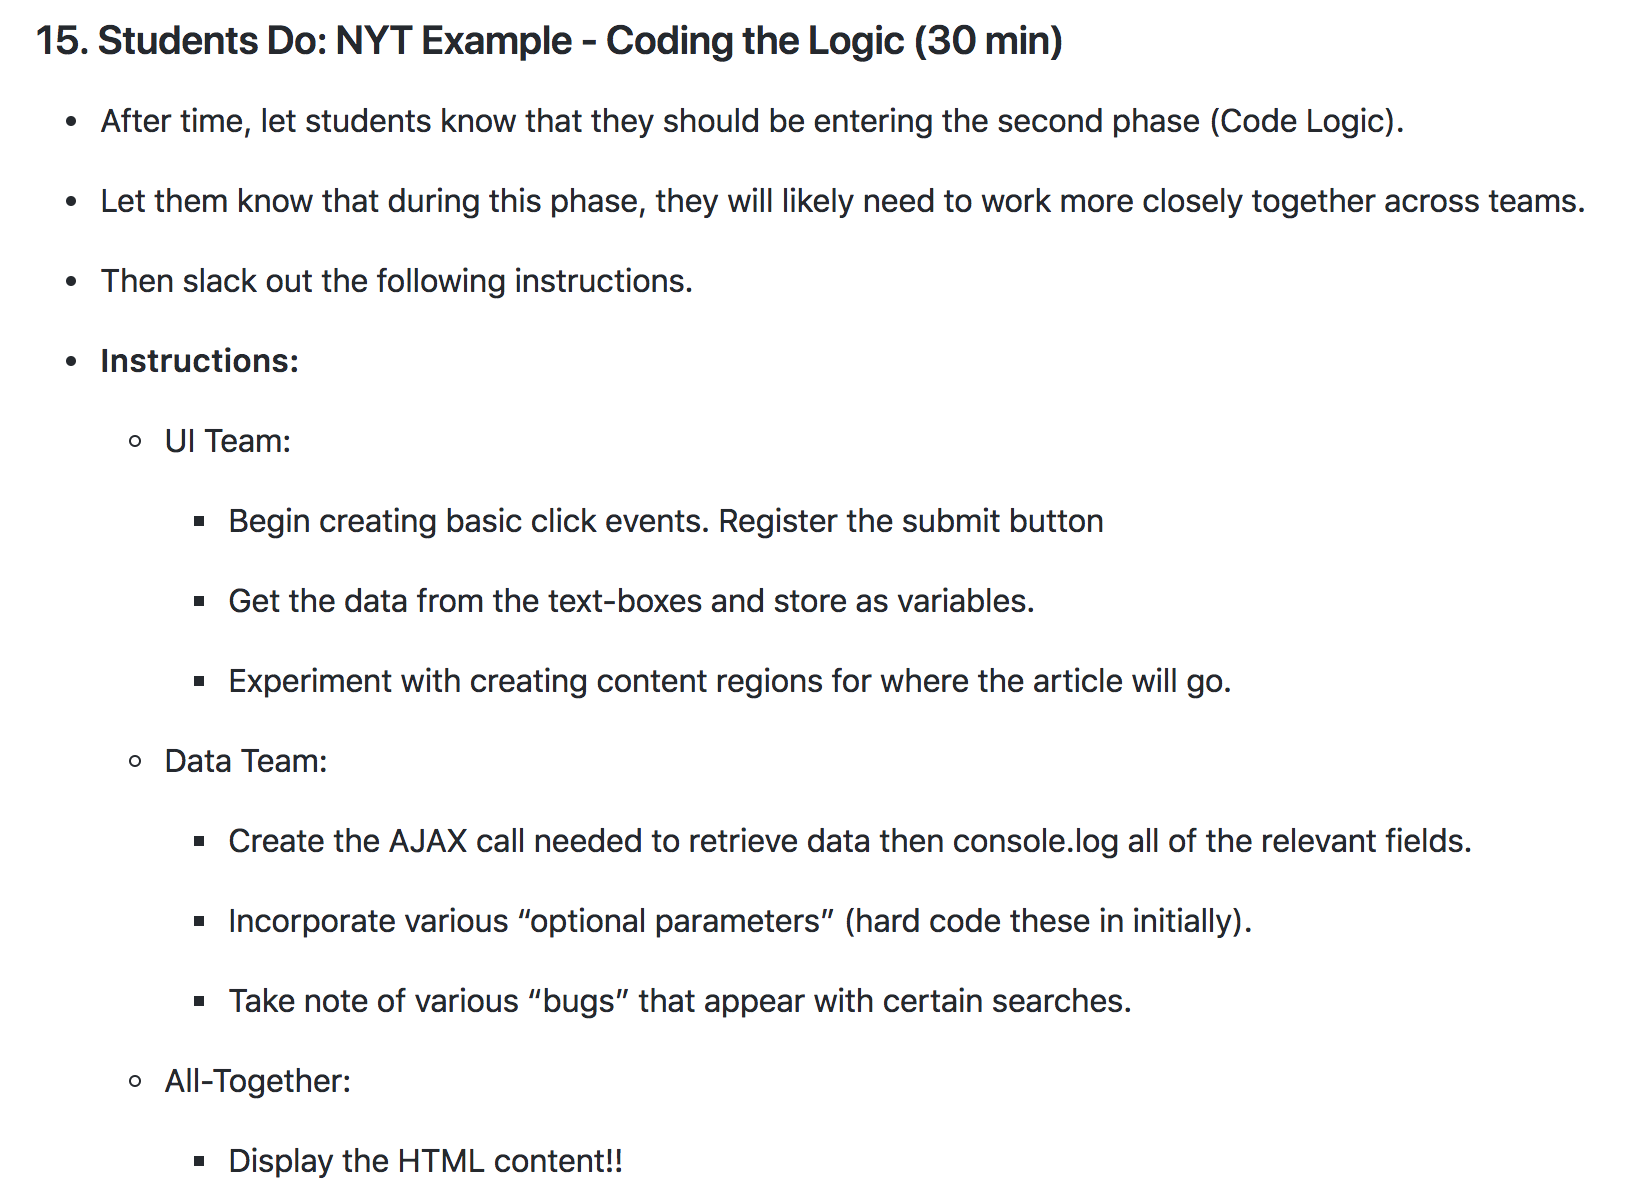 15. Students Do: NYT Example - Coding the Logic (30 min)
After time, let students know that they should be entering the second phase (Code Logic).
Let them know that during this phase, they will likely need to work more closely together across teams.
Then slack out the following instructions.
Instructions:
UI Team:
Begin creating basic click events. Register the submit button
Get the data from the text-boxes and store as variables.
Experiment with creating content regions for where the article will go.
Data Team:
Create the AJAX call needed to retrieve data then console.log all of the relevant fields.
Incorporate various “optional parameters” (hard code these in initially).
Take note of various “bugs” that appear with certain searches.
All-Together:
Display the HTML content!!